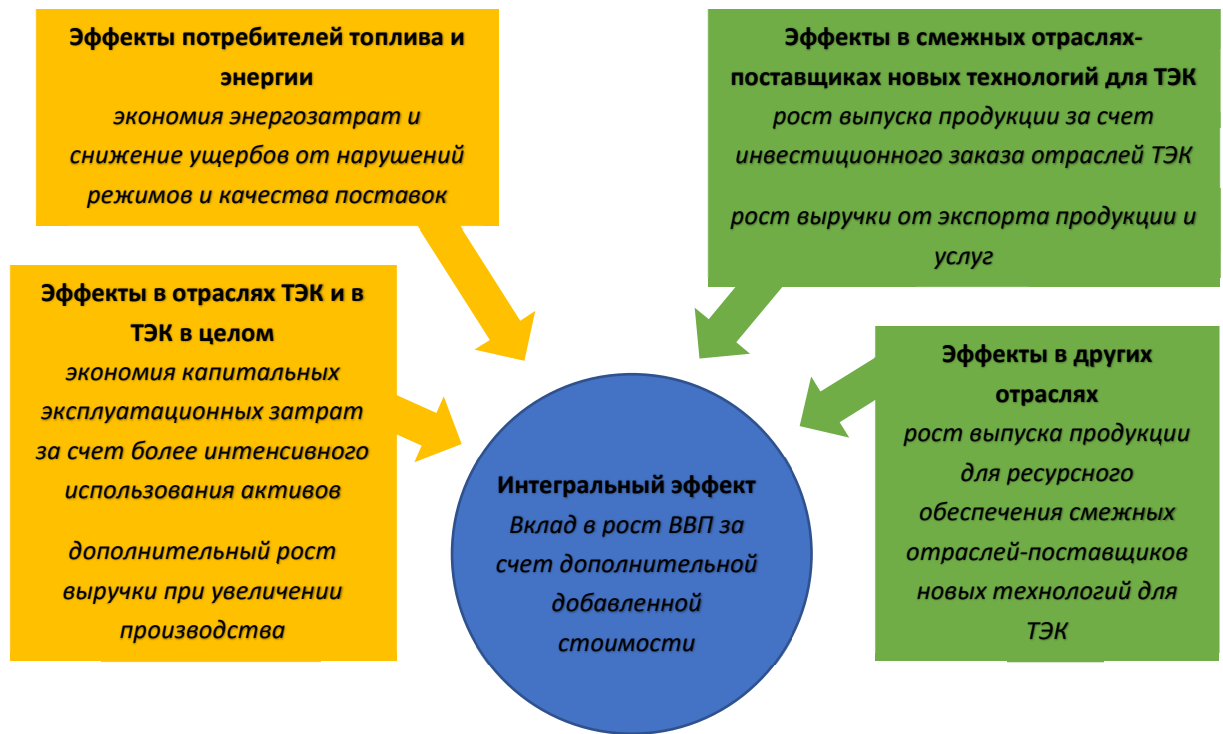 Эффекты потребителей топлива и
энергии
экономия энергозатрат и
снижение ущербов от нарушений
режимов и качества поставок
Эффекты в смежных отраслях-
поставщиках новых технологий для ТЭК
рост выпуска продукции за счет
инвестиционного заказа отраслей ТЭК
рост выручки от экспорта продукции и
услуг
Эффекты в отраслях ТЭК и в
ТЭК в целом
экономия капитальных
эксплуатационных затрат
за счет более интенсивного
использования активов
дополнительный рост
выручки при увеличении
производства
Интегральный эффект
Вклад в рост ВВП за
счет дополнительной
добавленной
стоимости
Эффекты в других
отраслях
рост выпуска продукции
для ресурсного
обеспечения смежных
отраслей-поставщиков
новых технологий для
ТЭК